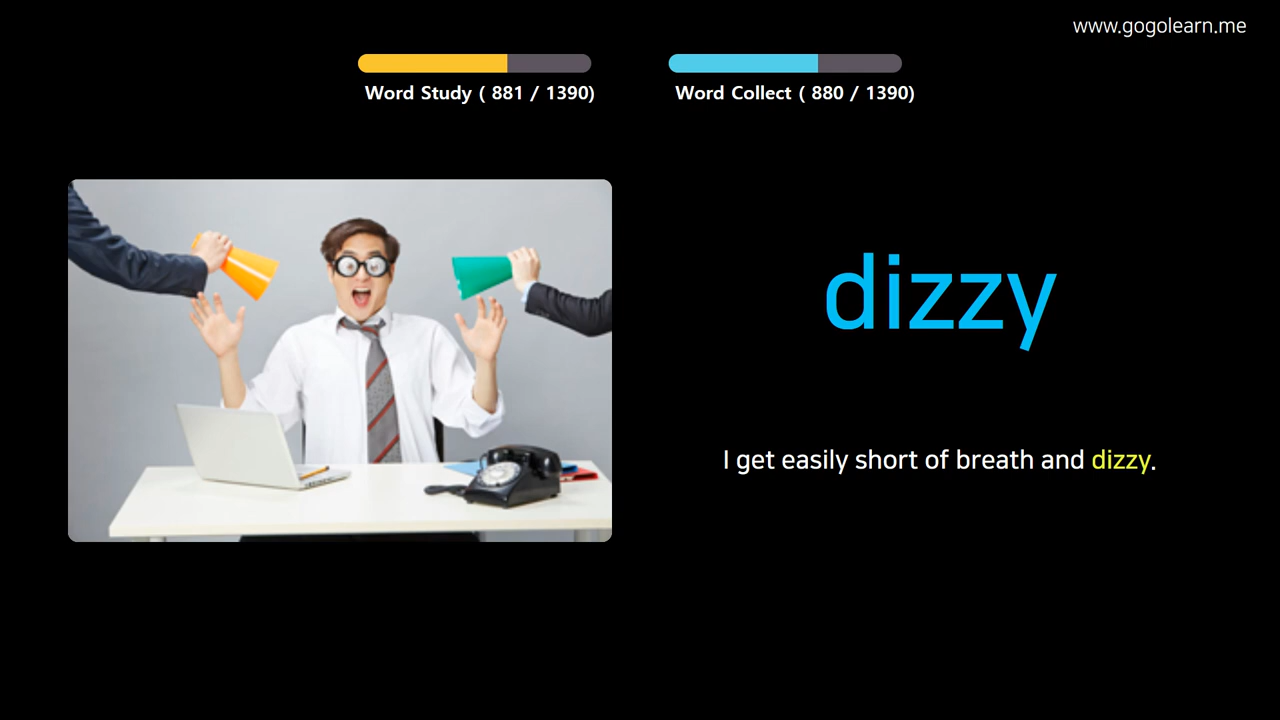 www.gogolearn.me
Word Study ( 881 / 1390)
Word Collect ( 880 / 1390)
dizzy
I get easily short of breath and dizzy.